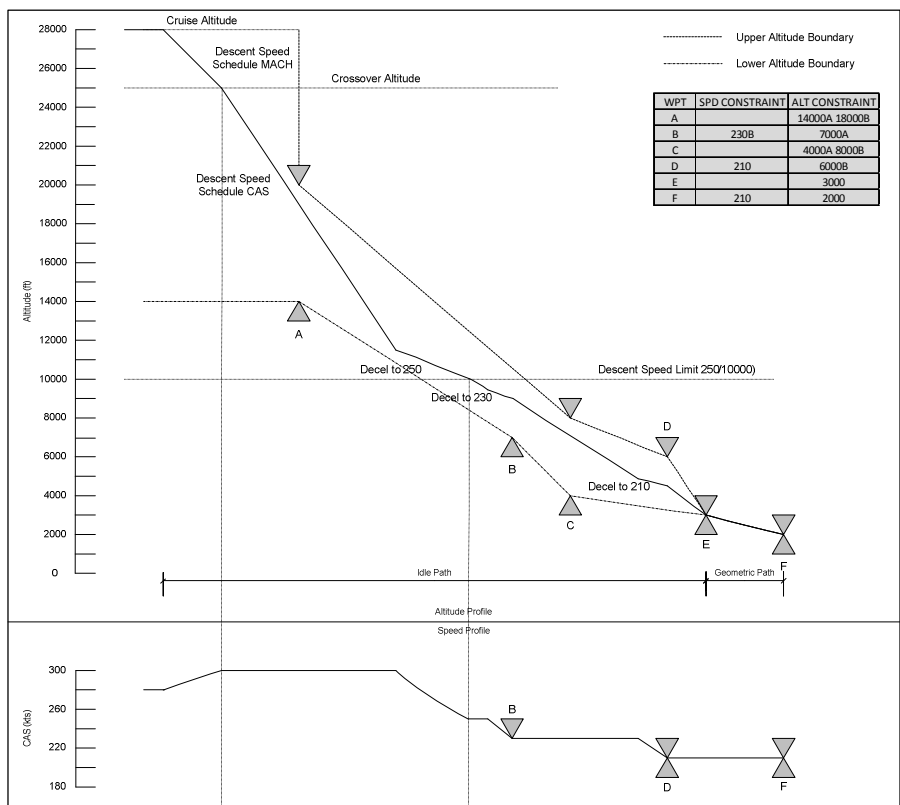 28000
26000
24000
22000
20000
18000
16000
14000
12000
10000
8000
6000
4000
2000
0
Altitude (ft)
Cruise Altitude
Descent Speed
Schedule MACH
Crossover Altitude
Descent Speed
Schedule CAS
Upper Altitude Boundary
Lower Altitude Boundary
WPT SPD CONSTRAINT ALT CONSTRAINT
A 14000A 18000B
B 230B 7000A
C 4000A 8000B
D 210 6000B
E 3000
F 210 2000
A
Decel to 250
Descent Speed Limit 250/10000)
Decel to 230
B
D
Decel to 210
C
E
F
Idle Path
Geometric Path
Altitude Profile
Speed Profile
300
260
220
180
CAS (kts)
B
D
F